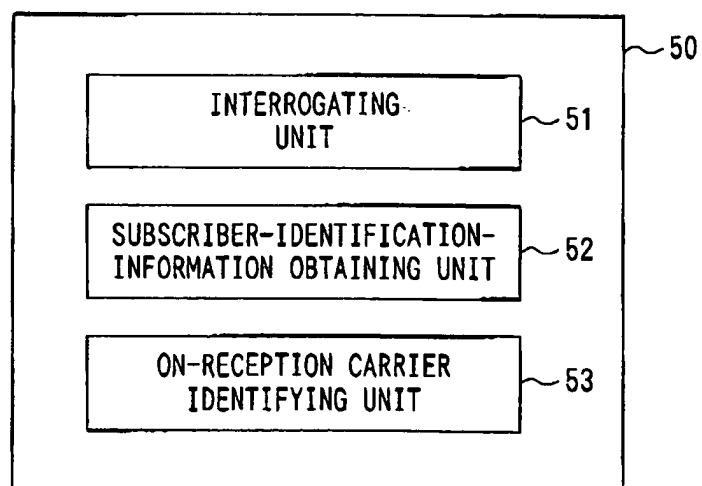 50
INTERROGATING
UNIT
51
SUBSCRIBER-IDENTIFICATION-
INFORMATION OBTAINING UNIT
52
ON-RECEPTION CARRIER
IDENTIFYING UNIT
53